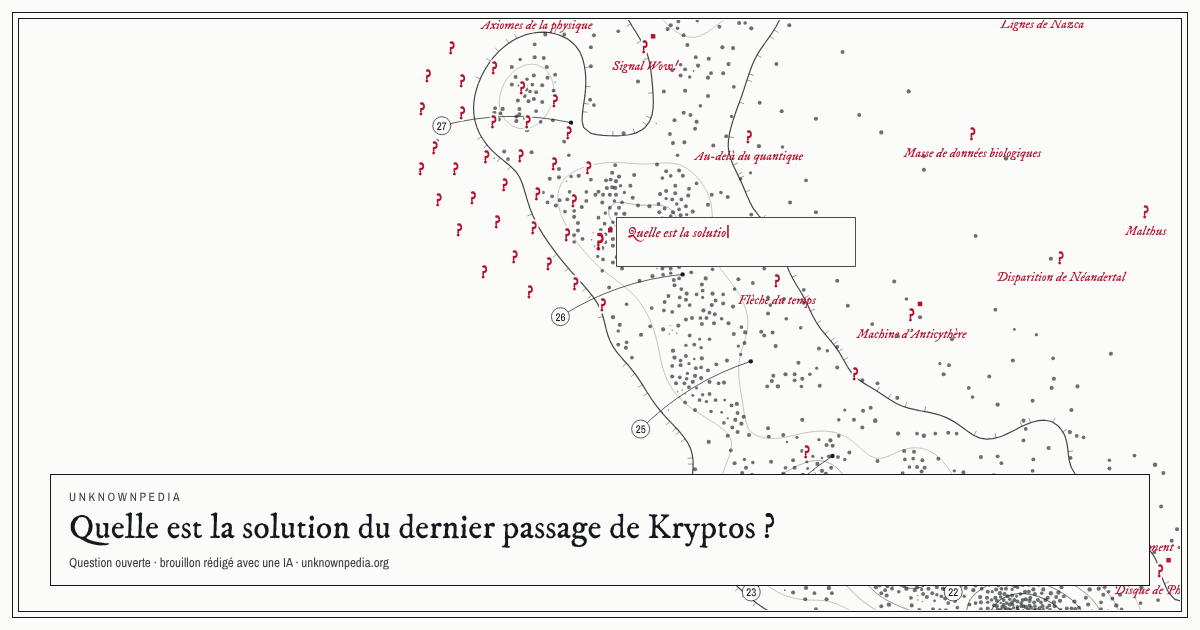 Axiomes de la physique
Lignes de Nazca
Signal Wow!
27
Au-delà du quantique
Masse de données biologiques
Malthus
Quelle est la solutio
Disparition de Néandertal
Flèche du temps
26
Machine d'Anticythère
25
UNKNOWNPEDIA
Quelle est la solution du dernier passage de Kryptos ?
Question ouverte · brouillon rédigé avec une IA · unknownpedia.org
Disque de Ph
23
22